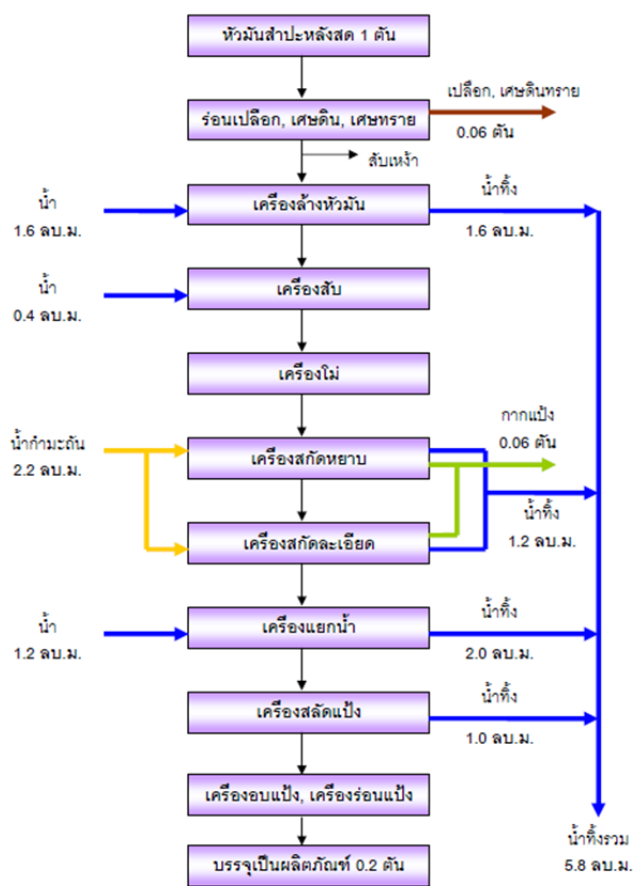 หัวมันสำปะหลังสด 1 ตัน
เปลือก, เศษดินทราย
ร่อนเปลือก, เศษดิน, เศษทราย
0.06 ตัน
สับเหง้า
น้ำ
1.6 ลบ.ม.
เครื่องล้างหัวมัน
น้ำทิ้ง
1.6 ลบ.ม.
น้ำ
0.4 ลบ.ม.
เครื่องสับ
เครื่องโม่
กากแป้ง
0.06 ตัน
น้ำกำมะถัน
2.2 ลบ.ม.
เครื่องสกัดหยาบ
น้ำทิ้ง
1.2 ลบ.ม.
เครื่องสกัดละเอียด
น้ำ
1.2 ลบ.ม.
เครื่องแยกน้ำ
น้ำทิ้ง
2.0 ลบ.ม.
เครื่องสลัดแป้ง
น้ำทิ้ง
1.0 ลบ.ม.
เครื่องอบแป้ง, เครื่องร่อนแป้ง
น้ำทิ้งรวม
5.8 ลบ.ม.
บรรจุเป็นผลิตภัณฑ์ 0.2 ตัน